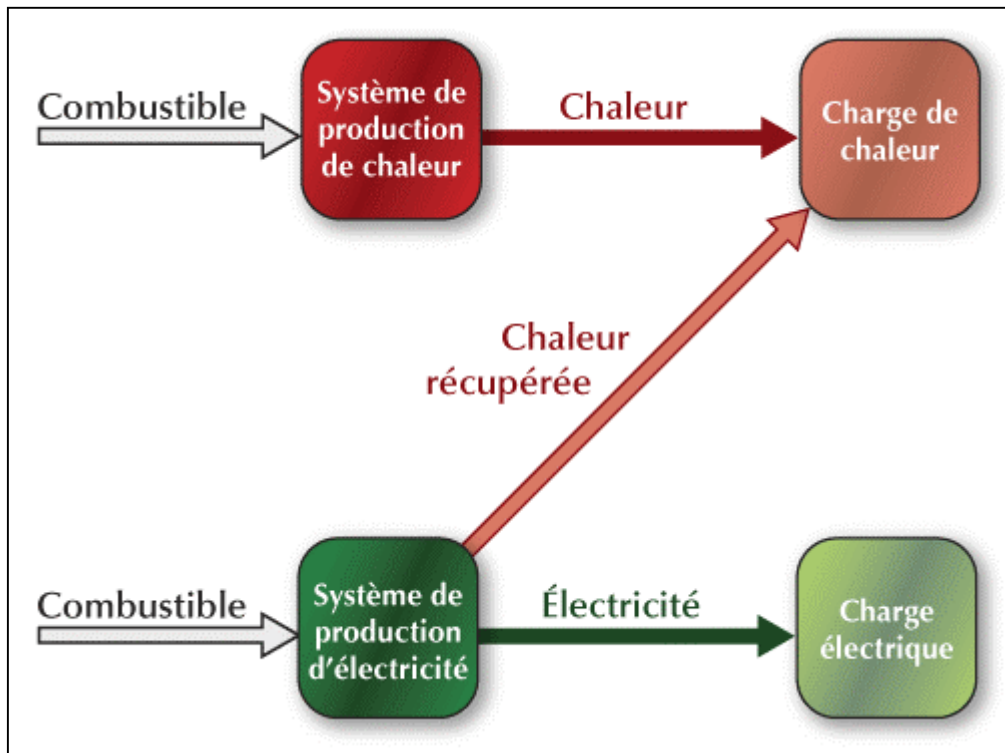 Combustible
Système de
production
de chaleur
Chaleur
Charge de
chaleur
Chaleur
récupérée
Combustible
Système de
production
d'électricité
Électricité
Charge
électrique